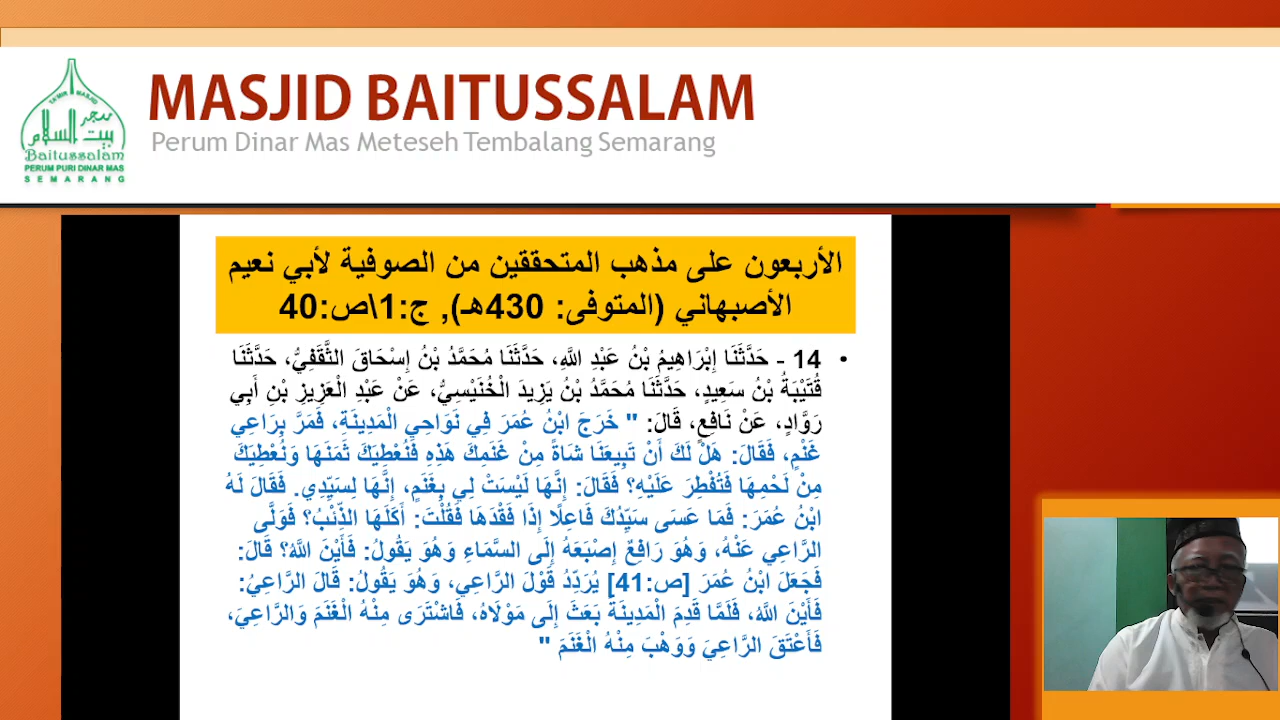 MASJID BAITUSSALAM
Perum Dinar Mas Meteseh Tembalang Semarang
TA'MIR MASJID
مسجد
بيت السلام
Baitussalam
PERUM PURI DINAR MAS
SEMARANG
الأربعون على مذهب المتحققين من الصوفية لأبي نعيم
الأصبهاني (المتوفى: 430هـ), ج:1\ص:40
• 14 - حَدَّثَنَا إِبْرَاهِيمُ بْنُ عَبْدِ اللَّهِ، حَدَّثَنَا مُحَمَّدُ بْنُ إِسْحَاقَ الثَّقَفِيُّ، حَدَّثَنَا
قُتَيْبَةُ بْنُ سَعِيدٍ، حَدَّثَنَا مُحَمَّدُ بْنُ يَزِيدَ الْخُنَيْسِيُّ، عَنْ عَبْدِ الْعَزِيزِ بْنِ أَبِي
رَوَّادٍ، عَنْ نَافِعٍ، قَالَ: " خَرَجَ ابْنُ عُمَرَ فِي نَوَاحِي الْمَدِينَةِ، فَمَرَّ بِرَاعِي
غَنْمٍ، فَقَالَ: هَلْ لَكَ أَنْ تَبِيعَنَا شَاةً مِنْ غَنَمِكَ هَذِهِ فَنُعْطِيَكَ ثَمَنَهَا وَنُعْطِيَكَ
مِنْ لَحْمِهَا فَتُفْطِرَ عَلَيْهِ؟ فَقَالَ: إِنَّهَا لَيْسَتْ لِي بِغَنَمٍ، إِنَّهَا لِسَيِّدِي. فَقَالَ لَهُ
ابْنُ عُمَرَ: فَمَا عَسَى سَيِّدُكَ فَاعِلًا إِذَا فَقْدَهَا فَقُلْتَ: أَكَلَهَا الذِّئْبُ؟ فَوَلَّى
الرَّاعِي عَنْهُ، وَهُوَ رَافِعٌ إِصْبَعَهُ إِلَى السَّمَاءِ وَهُوَ يَقُولُ: فَأَيْنَ اللَّهُ؟ قَالَ:
فَجَعَلَ ابْنُ عُمَرَ [ص:41] يُرَدِّدُ قَوْلَ الرَّاعِي، وَهُوَ يَقُولُ: قَالَ الرَّاعِيُ:
فَأَيْنَ اللَّهُ، فَلَمَّا قَدِمَ الْمَدِينَةَ بَعَثَ إِلَى مَوْلَاهُ، فَاشْتَرَى مِنْهُ الْغَنَمَ وَالرَّاعِيَ،
فَأَعْتَقَ الرَّاعِيَ وَوَهْبَ مِنْهُ الْغَنَمَ "